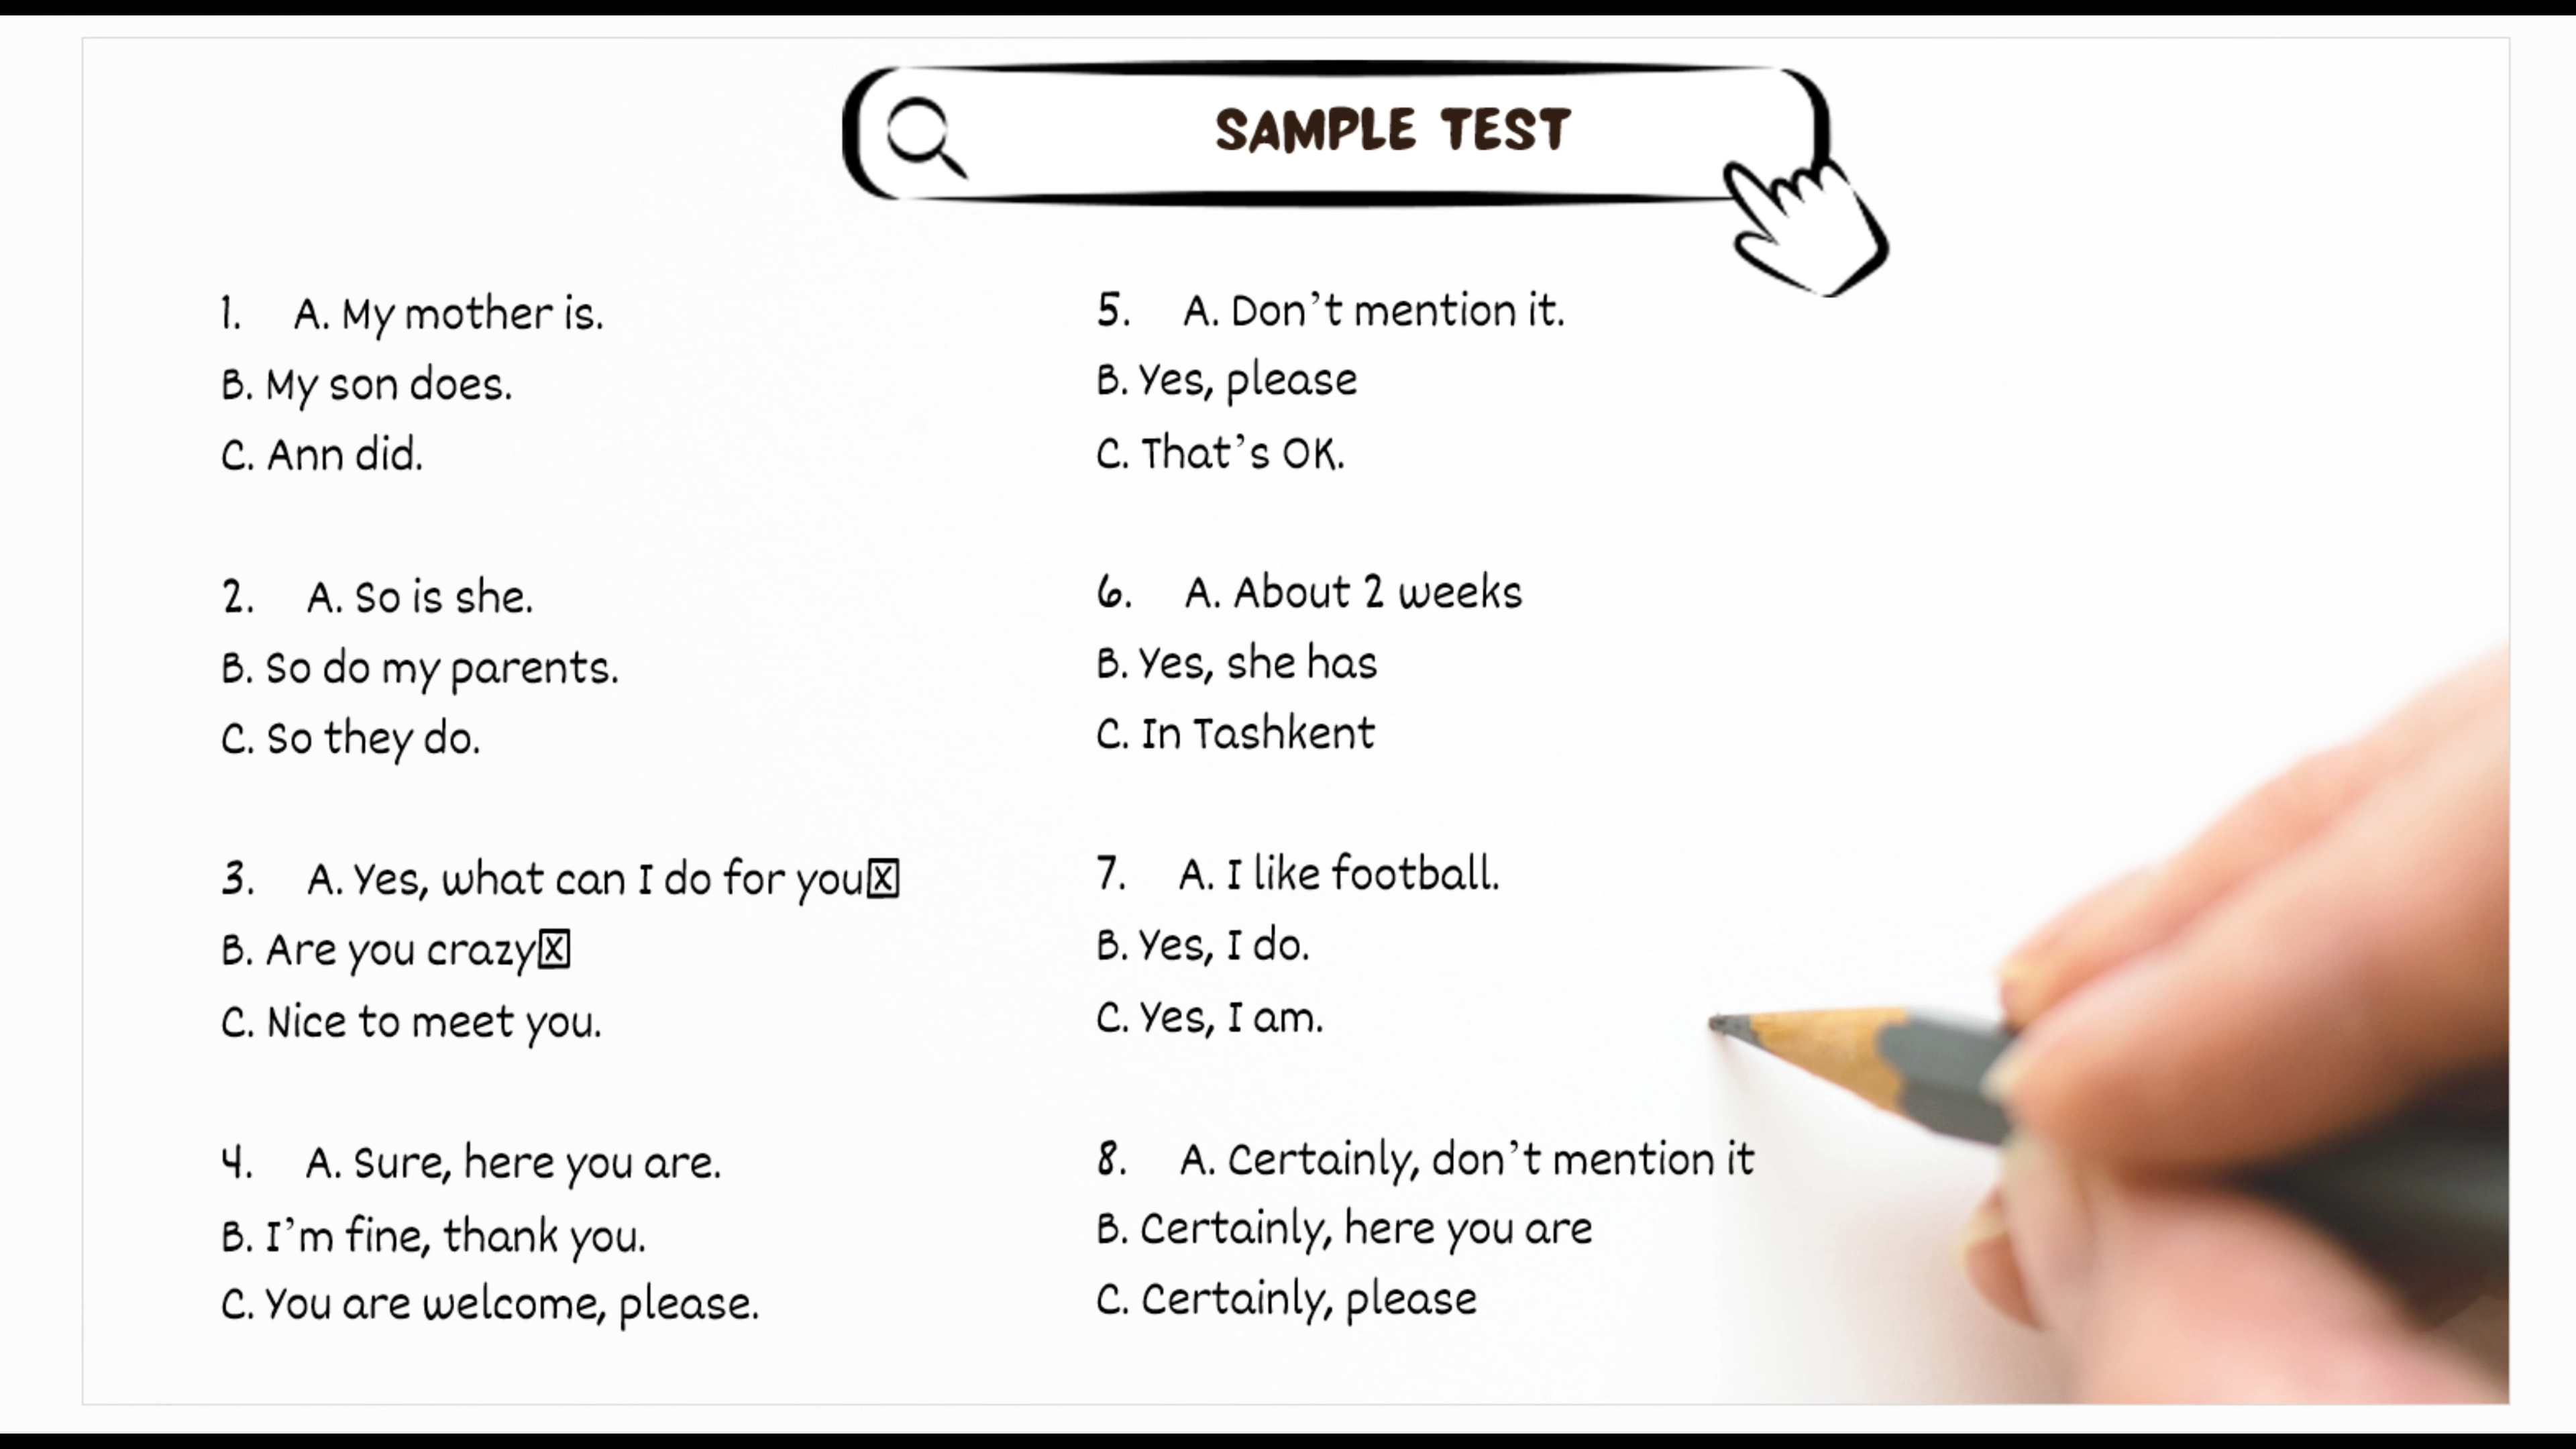 SAMPLE TEST
1. A. My mother is.
B. My son does.
C. Ann did.
2. A. So is she.
B. So do my parents.
C. So they do.
3. A. Yes, what can I do for you☒
B. Are you crazy☒
C. Nice to meet you.
4. A. Sure, here you are.
B. I’m fine, thank you.
C. You are welcome, please.
5. A. Don’t mention it.
B. Yes, please
C. That’s OK.
6. A. About 2 weeks
B. Yes, she has
C. In Tashkent
7. A. I like football.
B. Yes, I do.
C. Yes, I am.
8. A. Certainly, don’t mention it
B. Certainly, here you are
C. Certainly, please